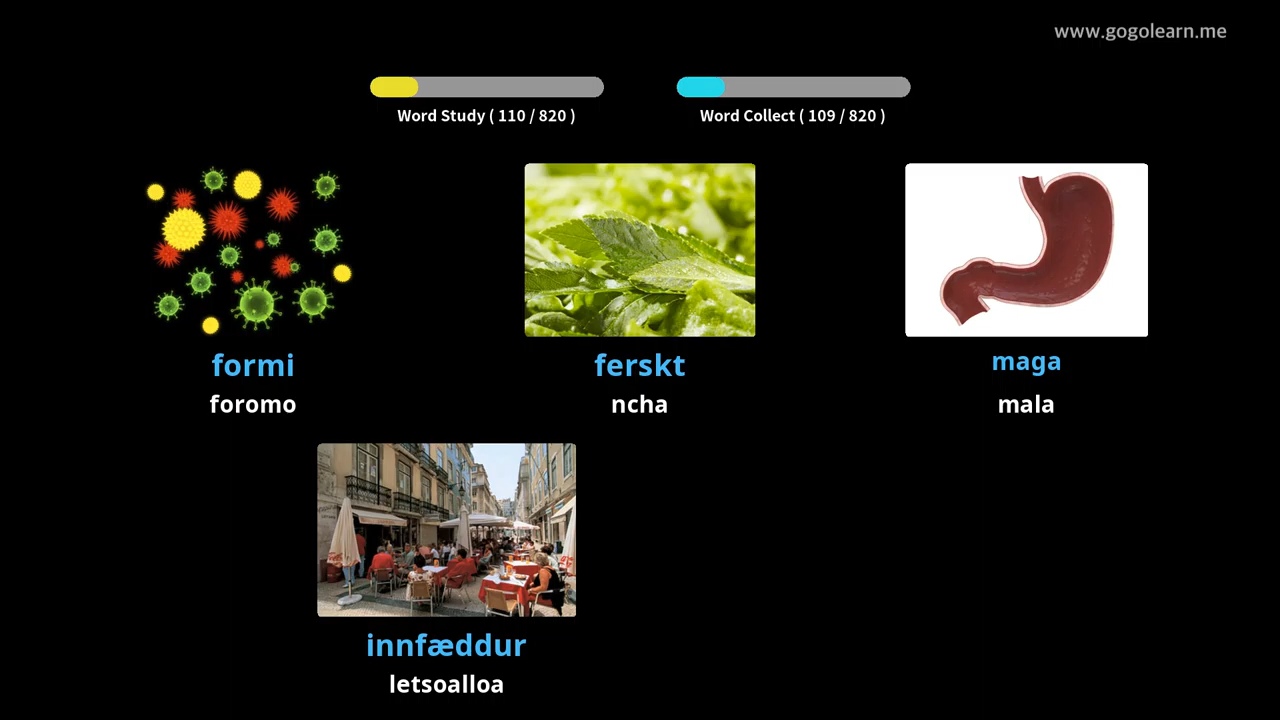 www.gogolearn.me
Word Study ( 110 / 820 )
Word Collect ( 109 / 820 )
formi
foromo
ferskt
ncha
maga
mala
innfæddur
letsoalloa